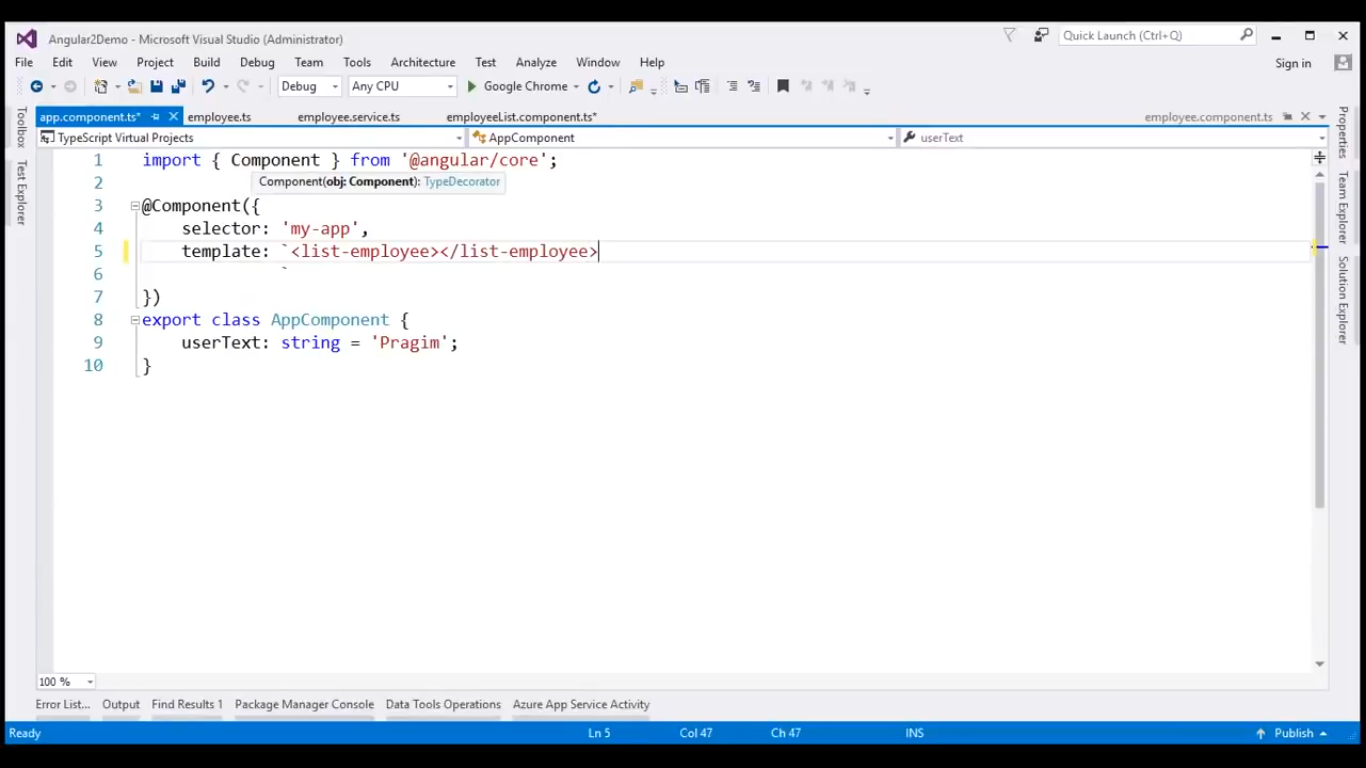 Angular2Demo - Microsoft Visual Studio (Administrator)
Quick Launch (Ctrl+Q)
File Edit View Project Build Debug Team Tools Architecture Test Analyze Window Help
Sign in
Debug Any CPU Google Chrome
app.component.ts* employee.ts employee.service.ts employeeList.component.ts* employee.component.ts
TypeScript Virtual Projects AppComponent userText
Toolbox
Test Explorer
1 import { Component } from '@angular/core';
2
Component(obj: Component): TypeDecorator
3 @Component({
4 selector: 'my-app',
5 template: `<list-employee></list-employee>
6 `
7 })
8 export class AppComponent {
9 userText: string = 'Pragim';
10 }
Properties
Team Explorer
Solution Explorer
100 %
Error List... Output Find Results 1 Package Manager Console Data Tools Operations Azure App Service Activity
Ready Ln 5 Col 47 Ch 47 INS Publish